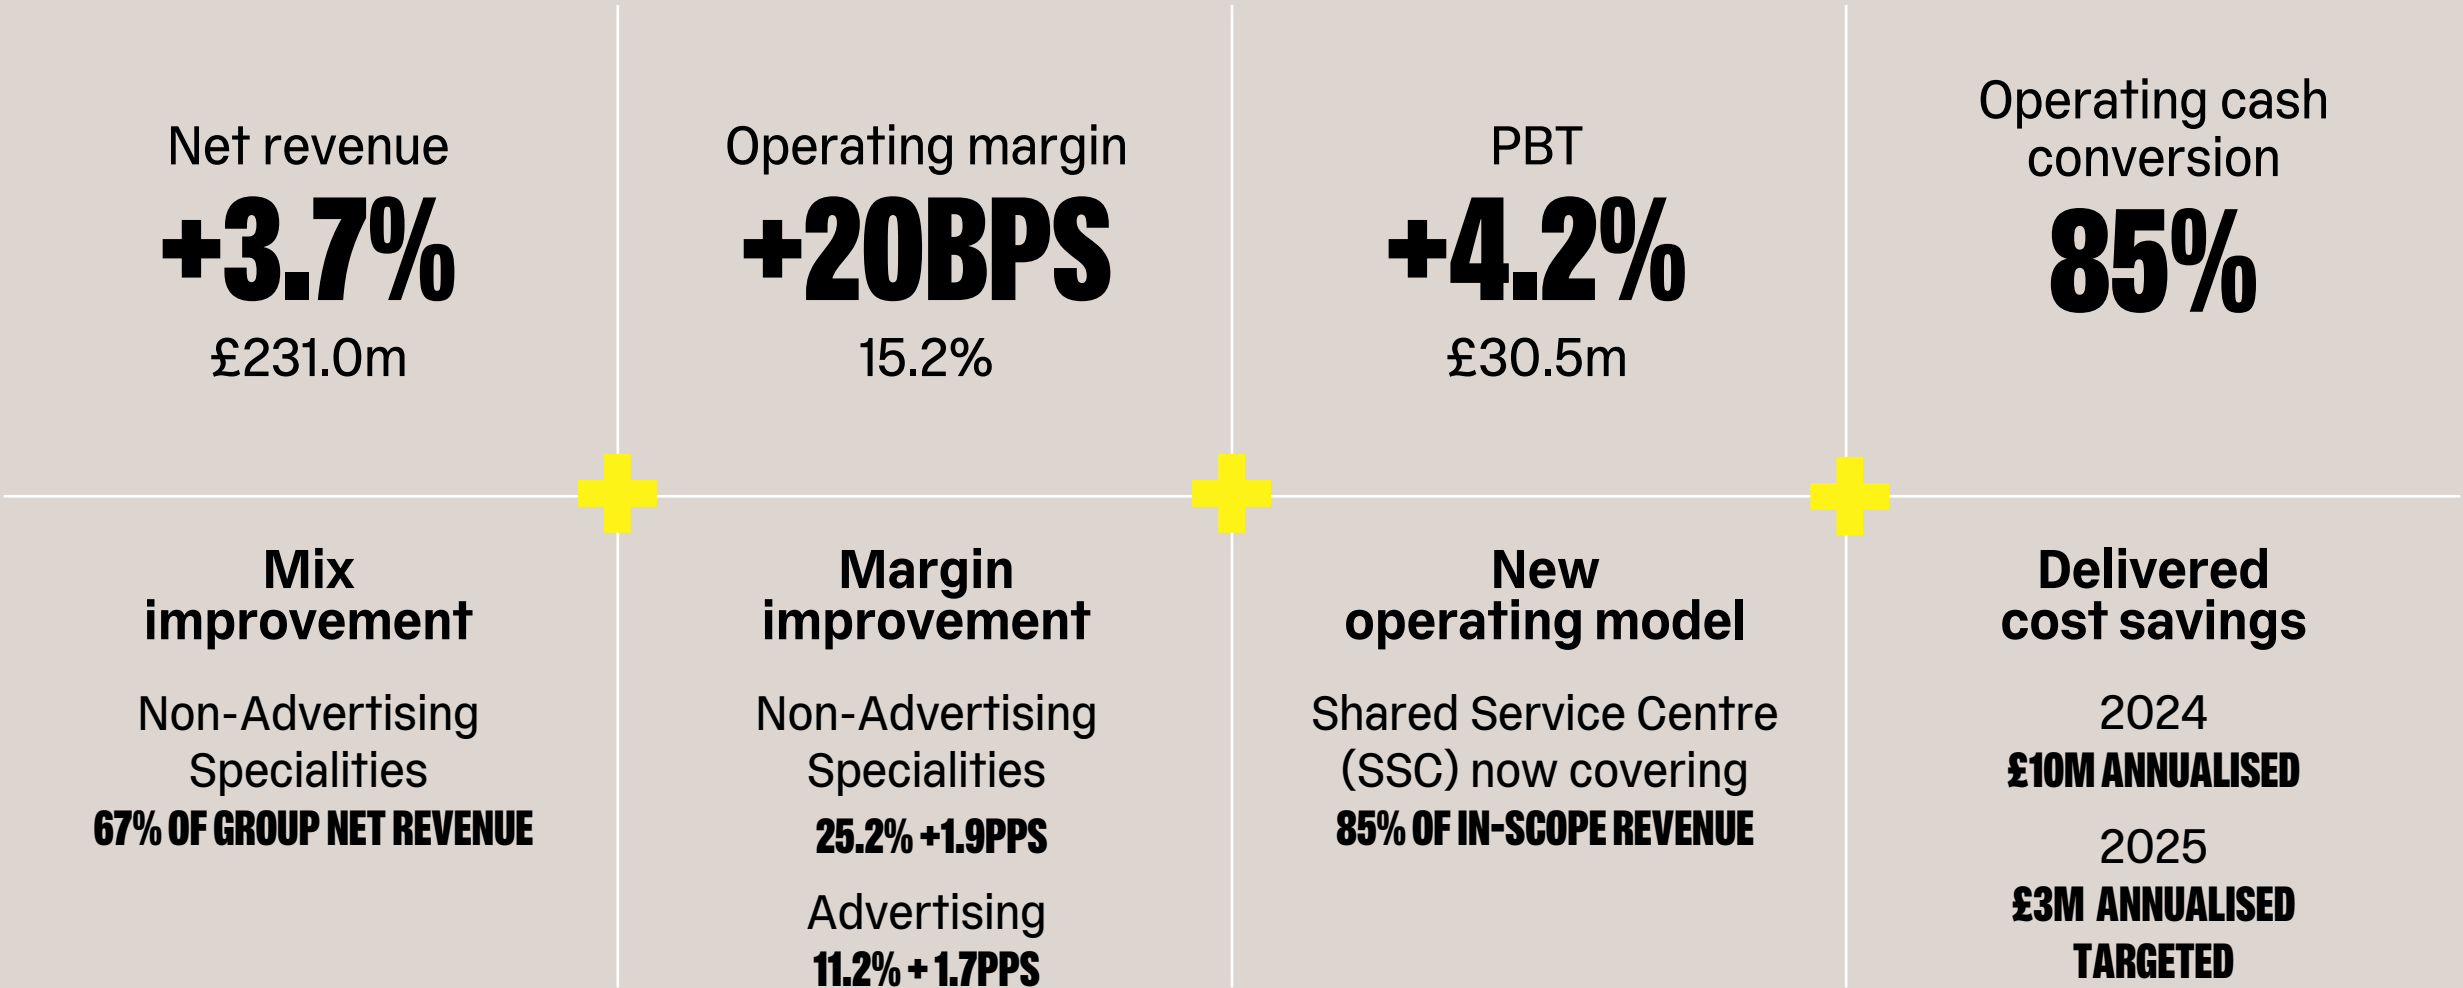 Net revenue
+3.7%
£231.0m
Operating margin
+20BPS
15.2%
PBT
+4.2%
£30.5m
Operating cash
conversion
85%
Mix
improvement
Non-Advertising
Specialities
67% OF GROUP NET REVENUE
Margin
improvement
Non-Advertising
Specialities
25.2% +1.9PPS
Advertising
11.2% + 1.7PPS
New
operating model
Shared Service Centre
(SSC) now covering
85% OF IN-SCOPE REVENUE
Delivered
cost savings
2024
£10M ANNUALISED
2025
£3M ANNUALISED
TARGETED